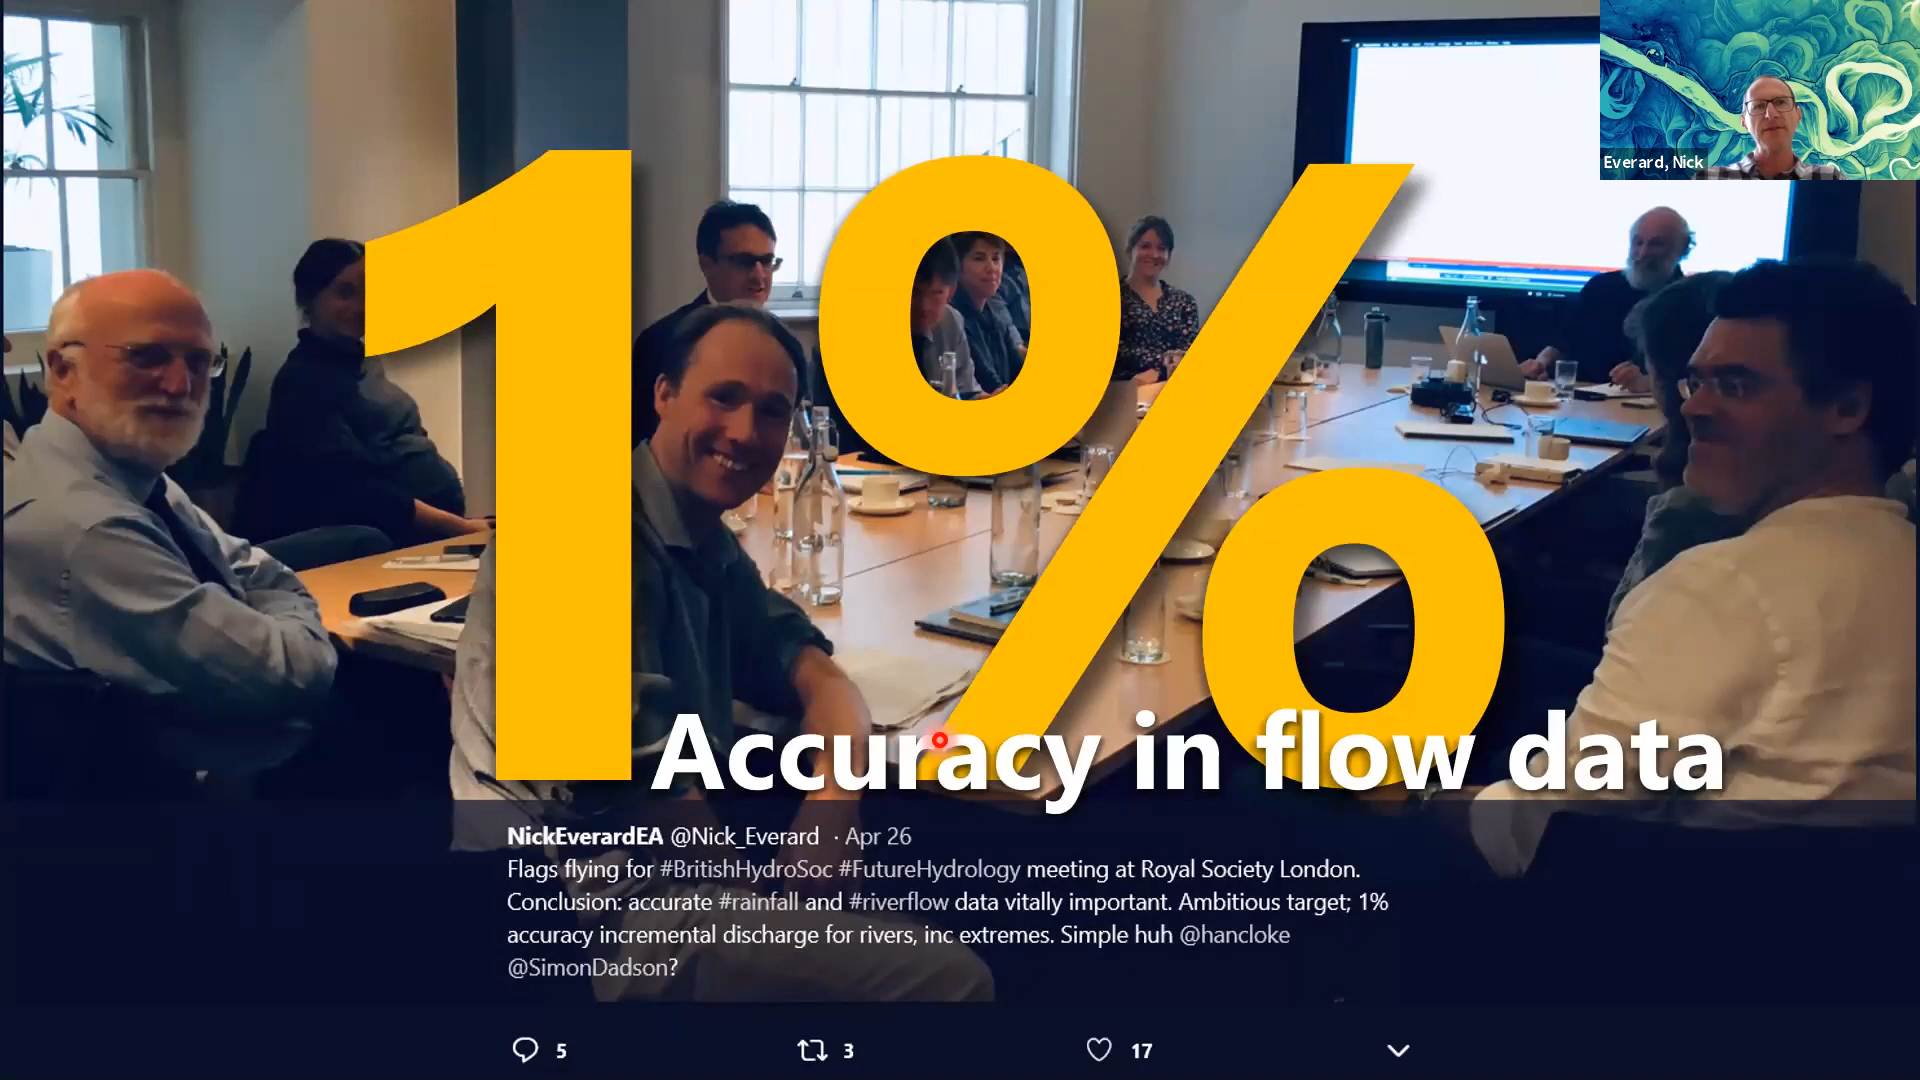 Everard, Nick
1%
Accuracy in flow data
NickEverardEA @Nick_Everard · Apr 26
Flags flying for #BritishHydroSoc #FutureHydrology meeting at Royal Society London.
Conclusion: accurate #rainfall and #riverflow data vitally important. Ambitious target; 1%
accuracy incremental discharge for rivers, inc extremes. Simple huh @hancloke
@SimonDadson?
5 3 17